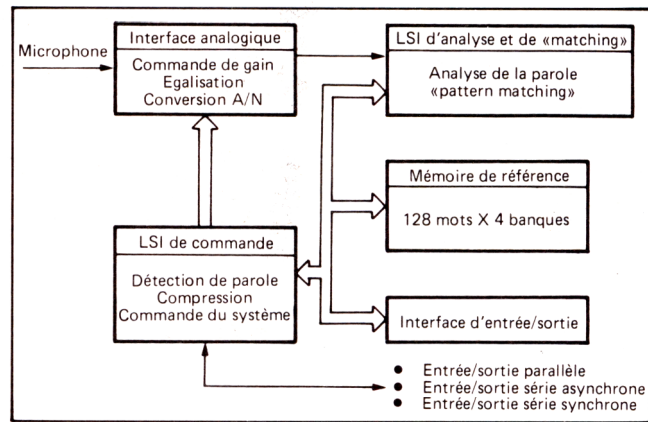 Microphone
Interface analogique
Commande de gain
Egalisation
Conversion A/N
LSI d'analyse et de «matching»
Analyse de la parole
«pattern matching»
Mémoire de référence
128 mots X 4 banques
LSI de commande
Détection de parole
Compression
Commande du système
Interface d'entrée/sortie
● Entrée/sortie parallèle
● Entrée/sortie série asynchrone
● Entrée/sortie série synchrone